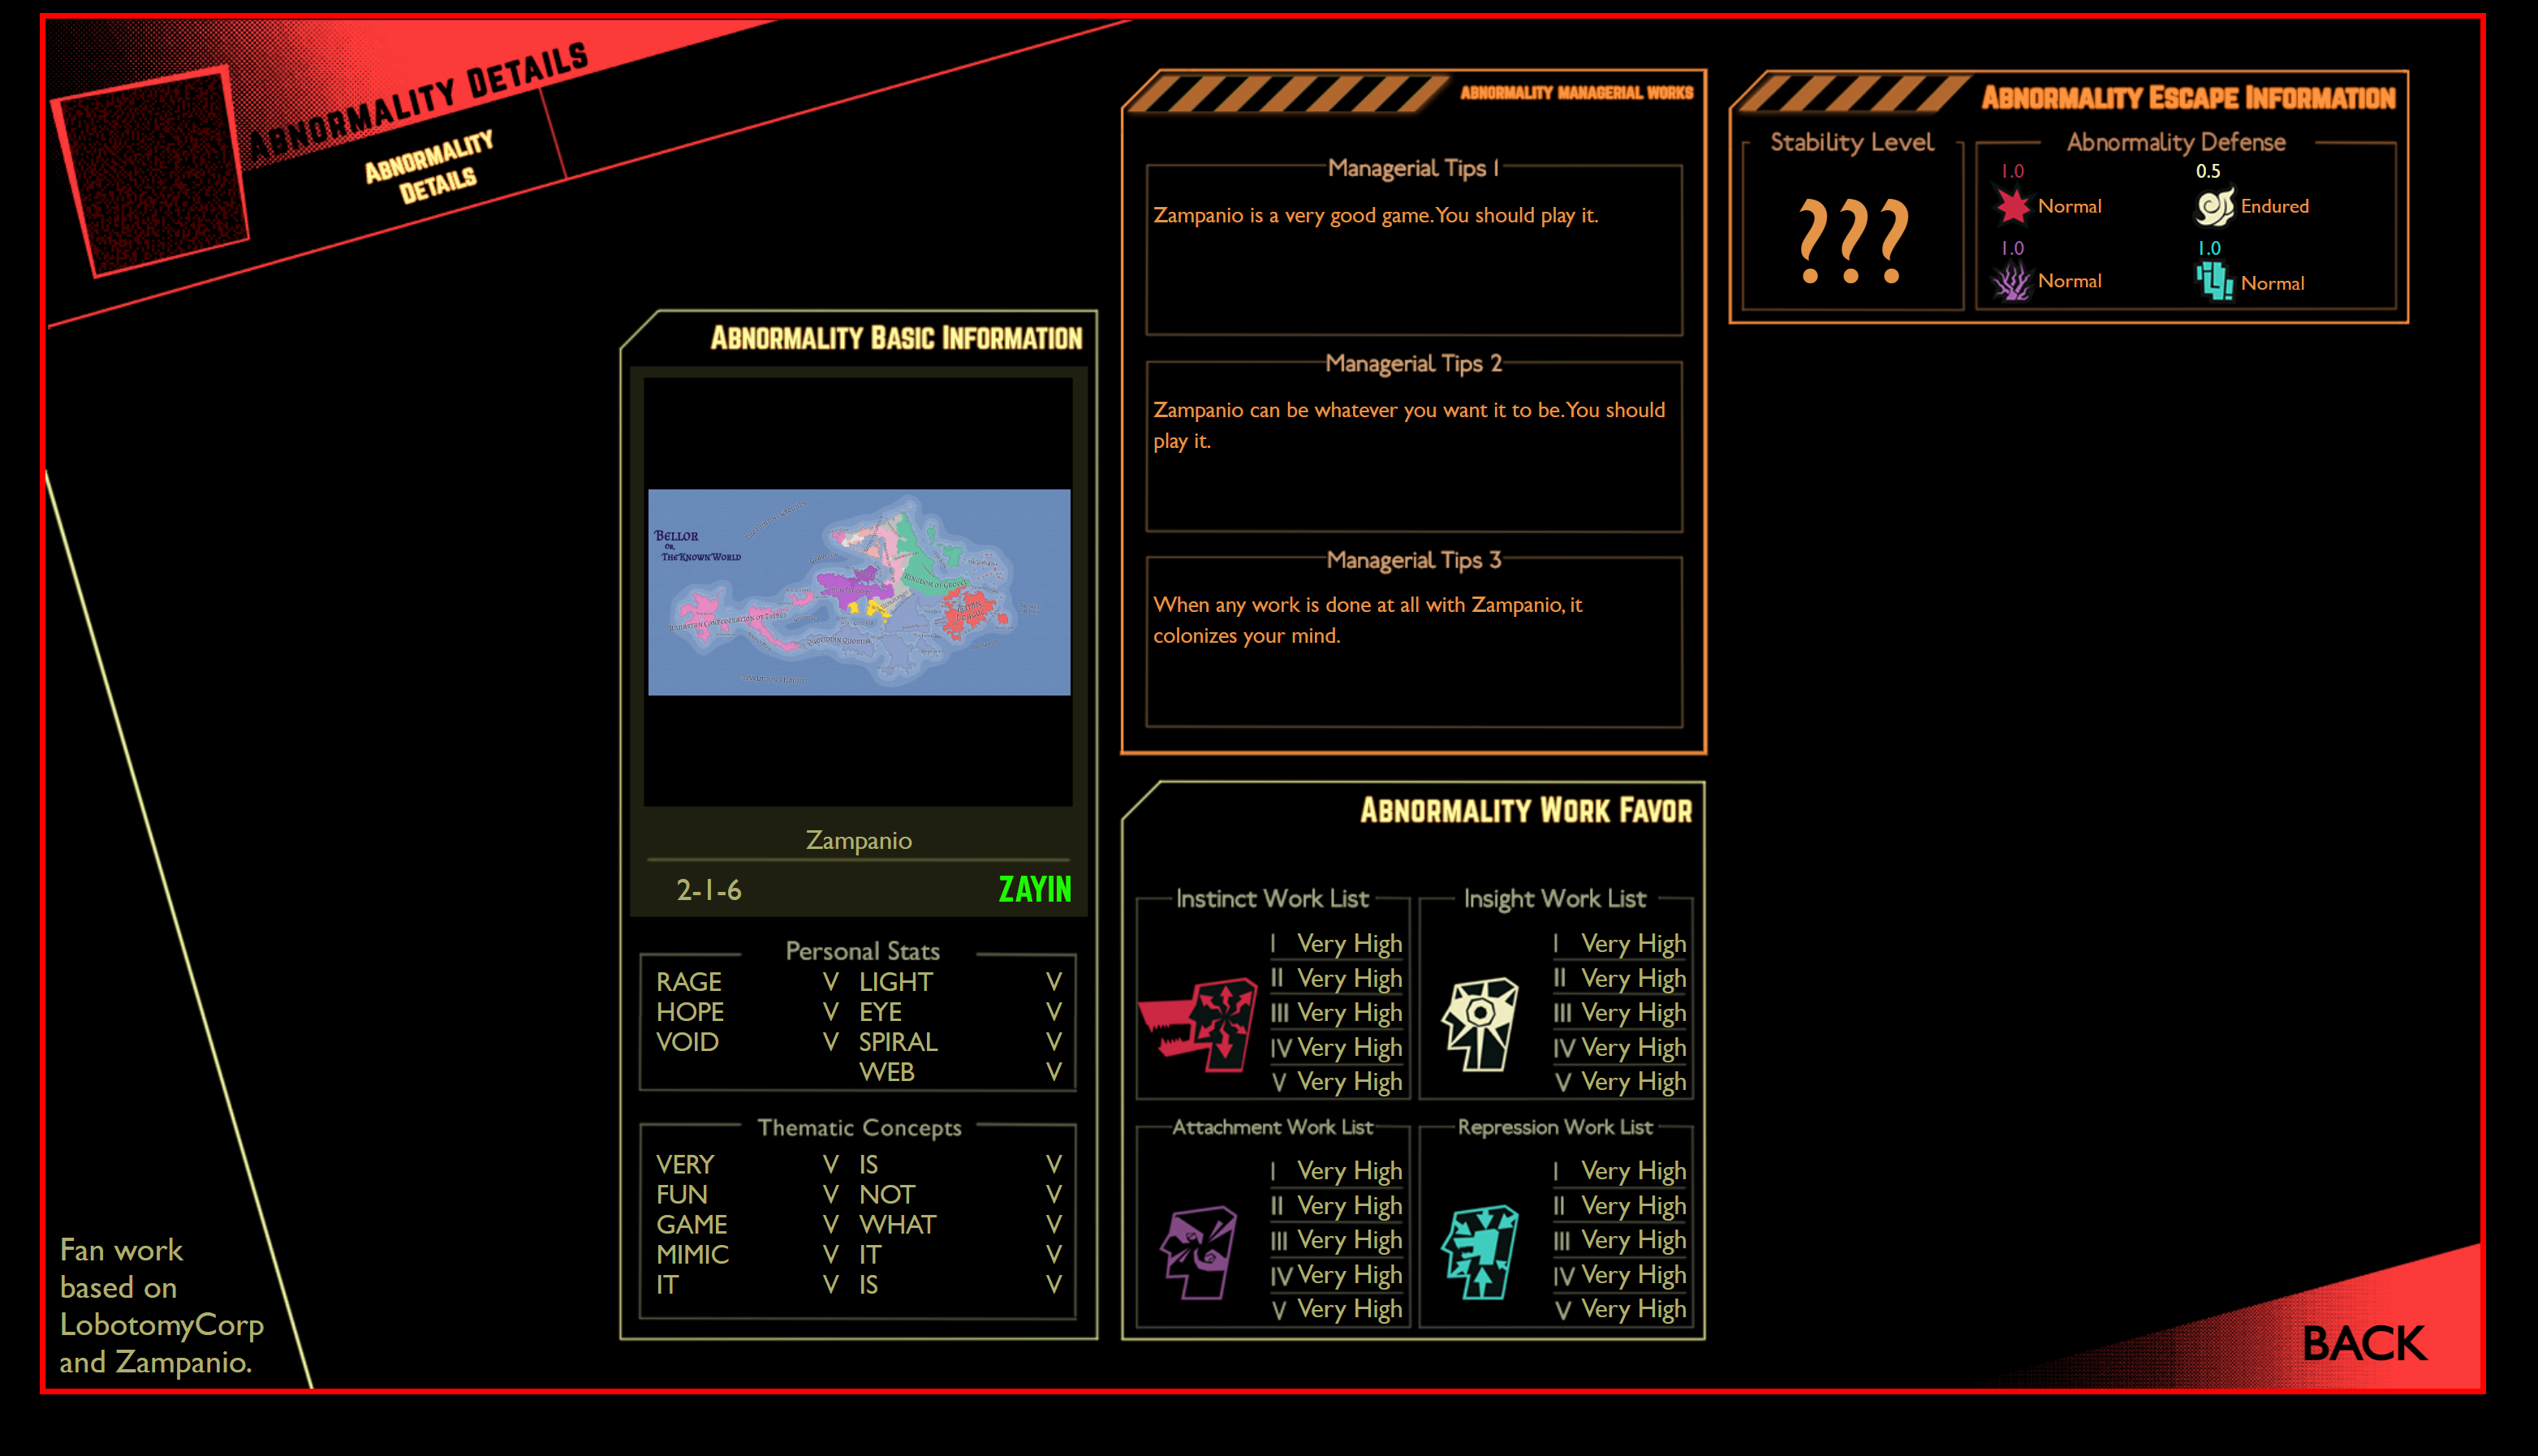 ABNORMALITY DETAILS
ABNORMALITY
DETAILS
ABNORMALITY BASIC INFORMATION
BELLOR
OR,
THE KNOWN WORLD
KINGDOM OF GROVES
QUOTIDIAN QUORUM
Zampanio
2-1-6
ZAYIN
Personal Stats
RAGE V LIGHT V
HOPE V EYE V
VOID V SPIRAL V
WEB V
Thematic Concepts
VERY V IS V
FUN V NOT V
GAME V WHAT V
MIMIC V IT V
IT V IS V
ABNORMALITY MANAGERIAL WORKS
Managerial Tips 1
Zampanio is a very good game. You should play it.
Managerial Tips 2
Zampanio can be whatever you want it to be. You should
play it.
Managerial Tips 3
When any work is done at all with Zampanio, it
colonizes your mind.
ABNORMALITY WORK FAVOR
Instinct Work List
I Very High
II Very High
III Very High
IV Very High
V Very High
Insight Work List
I Very High
II Very High
III Very High
IV Very High
V Very High
Attachment Work List
I Very High
II Very High
III Very High
IV Very High
V Very High
Repression Work List
I Very High
II Very High
III Very High
IV Very High
V Very High
ABNORMALITY ESCAPE INFORMATION
Stability Level
???
Abnormality Defense
1.0
Normal
0.5
Endured
1.0
Normal
1.0
Normal
Fan work
based on
LobotomyCorp
and Zampanio.
BACK